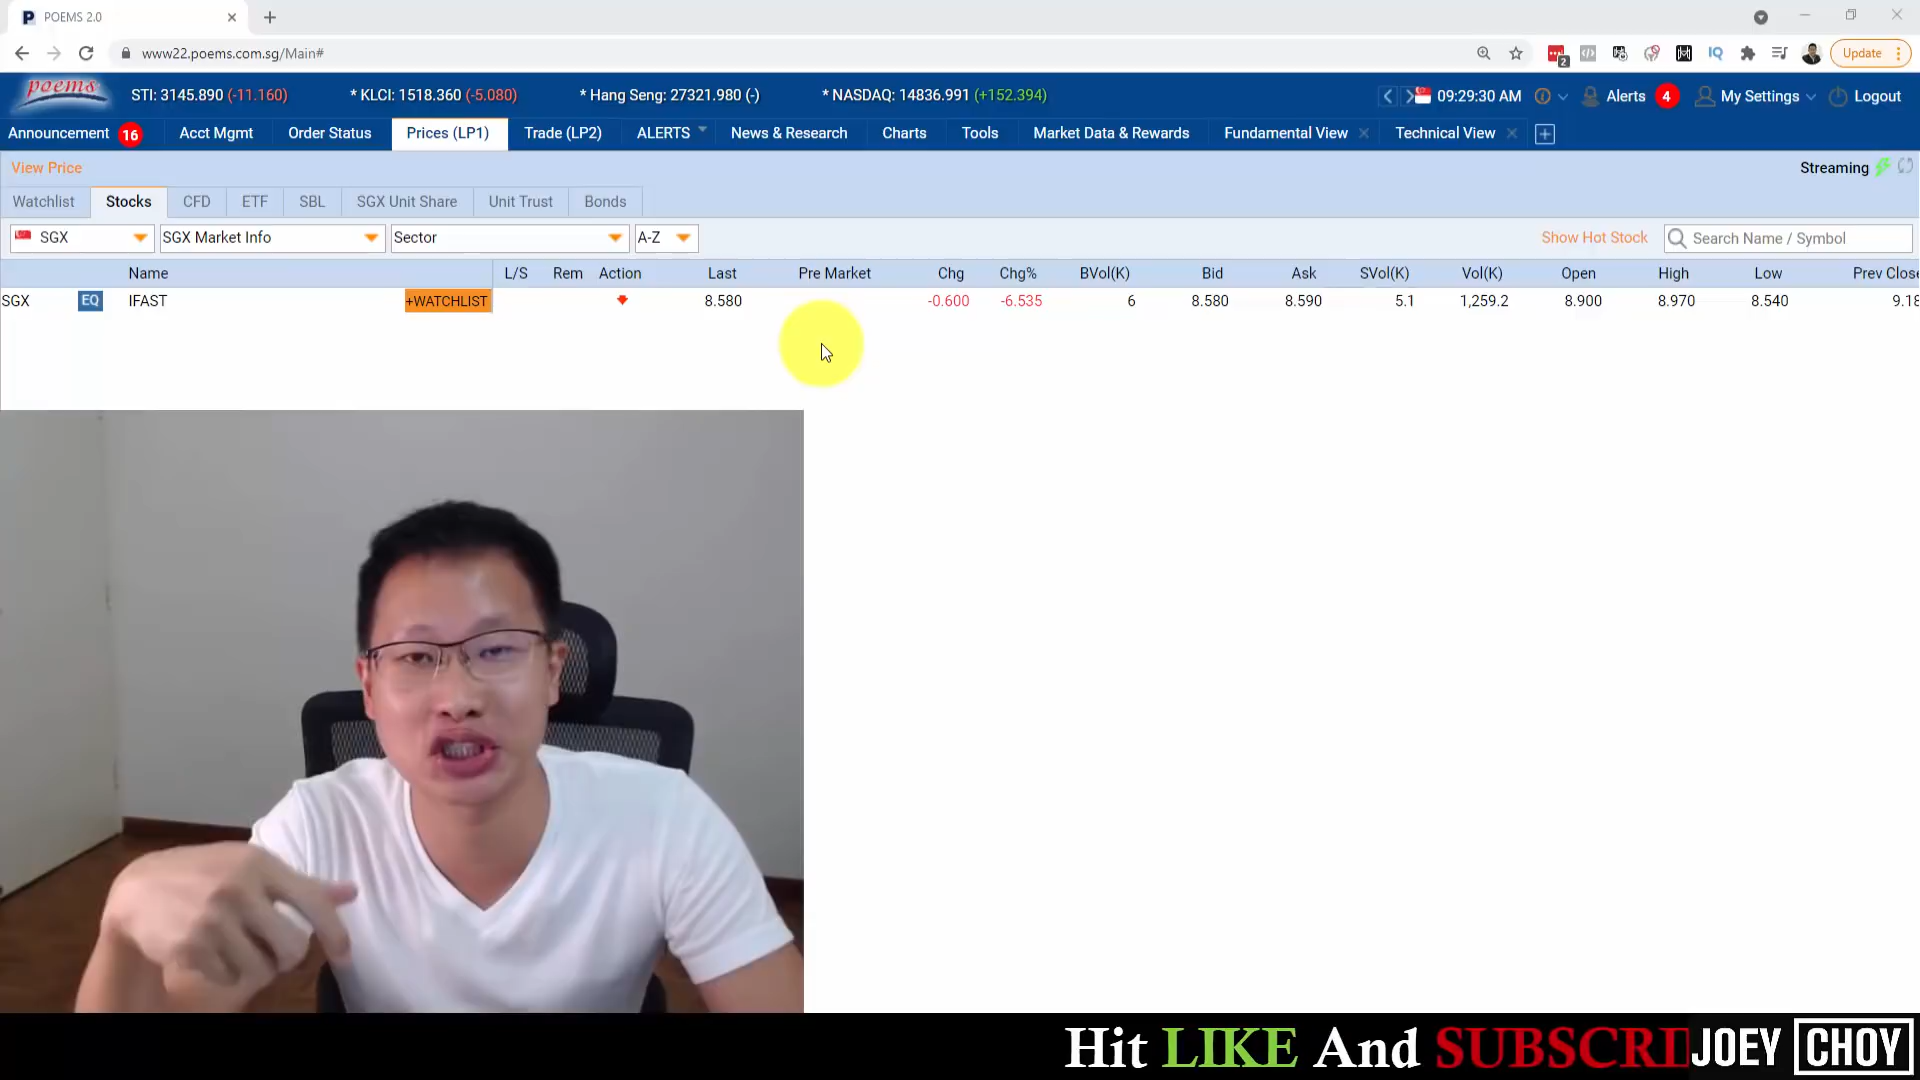 POEMS 2.0
www22.poems.com.sg/Main#
2
Update
poems STI: 3145.890 (-11.160) * KLCI: 1518.360 (-5.080) * Hang Seng: 27321.980 (-) * NASDAQ: 14836.991 (+152.394) 09:29:30 AM Alerts 4 My Settings Logout
Announcement 16 Acct Mgmt Order Status Prices (LP1) Trade (LP2) ALERTS News & Research Charts Tools Market Data & Rewards Fundamental View Technical View
View Price Streaming
Watchlist Stocks CFD ETF SBL SGX Unit Share Unit Trust Bonds
SGX SGX Market Info Sector A-Z Show Hot Stock Search Name / Symbol
Name L/S Rem Action Last Pre Market Chg Chg% BVol(K) Bid Ask SVol(K) Vol(K) Open High Low Prev Close
SGX EQ IFAST +WATCHLIST 8.580 -0.600 -6.535 6 8.580 8.590 5.1 1,259.2 8.900 8.970 8.540 9.18
Hit LIKE And SUBSCRI JOEY CHOY